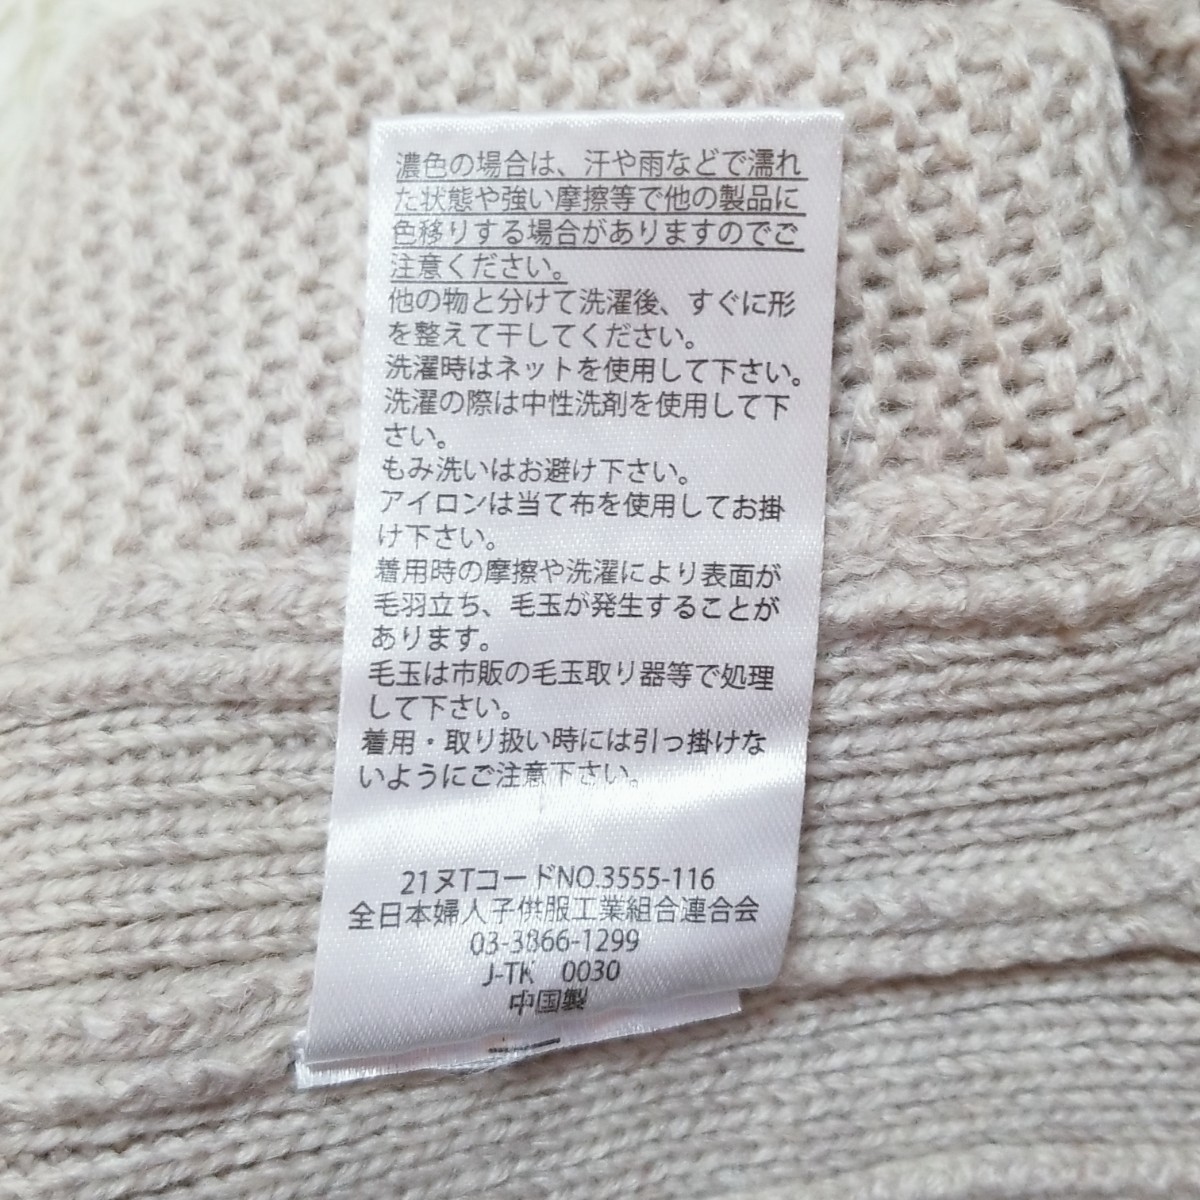 濃色の場合は、汗や雨などで濡れ
た状態や強い摩擦等で他の製品に
色移りする場合がありますのでご
注意ください。
他の物と分けて洗濯後、すぐに形
を整えて干してください。
洗濯時はネットを使用して下さい。
洗濯の際は中性洗剤を使用して下
さい。
もみ洗いはお避け下さい。
アイロンは当て布を使用してお掛
け下さい。
着用時の摩擦や洗濯により表面が
毛羽立ち、毛玉が発生することが
あります。
毛玉は市販の毛玉取り器等で処理
して下さい。
着用・取り扱い時には引っ掛けな
いようにご注意下さい。
21ヌTコードNO.3555-116
全日本婦人子供服工業組合連合会
03-3866-1299
J-TK 0030
中国製